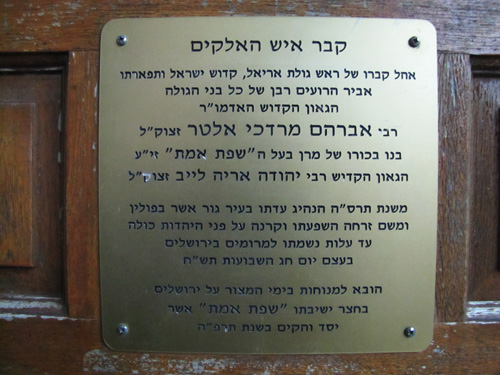 קבר איש האלקים
אהל קברו של ראש גולת אריאל, קדוש ישראל ותפארתו
אביר הרועים רבן של כל בני הגולה
הגאון הקדוש האדמו״ר
רבי אברהם מרדכי אלטר זצוק״ל
בנו בכורו של מרן בעל ה״שפת אמת״ זי״ע
הגאון הקדיש רבי יהודה אריה לייב זצוק״ל
משנת תרס״ה הנהיג עדתו בעיר גור אשר בפולין
ומשם זרחה השפעתו וקרנה על פני היהדות כולה
עד עלות נשמתו למרומים בירושלים
בעצם יום חג השבועות תש״ח
הובא למנוחות בימי המצור על ירושלים
בחצר ישיבתו ״שפת אמת״ אשר
יסד והקים בשנת תרפ״ה